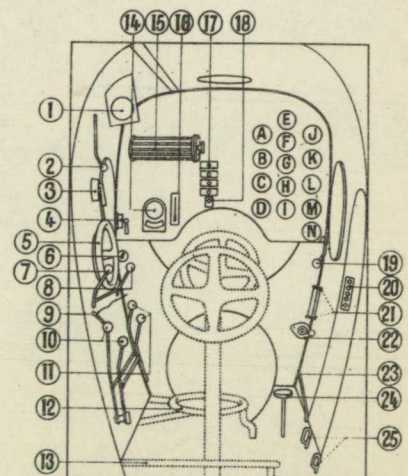 ⑭ ⑮ ⑯ ⑰ ⑱
①
E
A F J
B G K
② 
③ C H L
④ D I M
N
⑤
⑥ ⑲
⑦ ⑳
⑧ ㉑
⑨ ㉒
⑩
⑪ ㉓
⑫ ㉔
⑬ ㉕